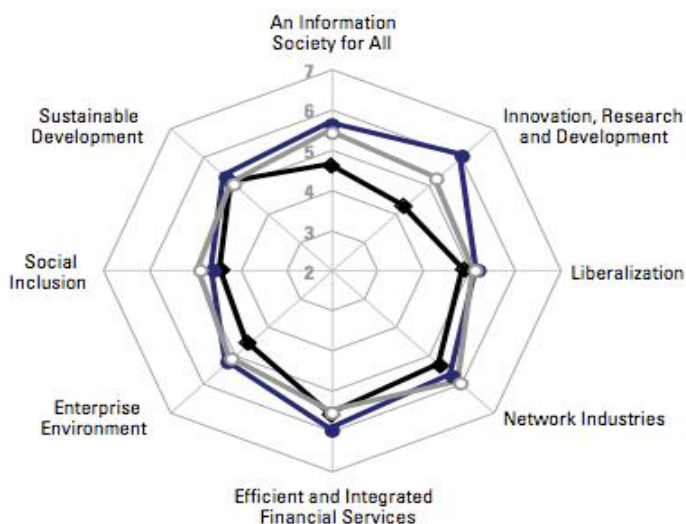 An Information
Society for All
7
6
5
4
3
2
Sustainable
Development
Innovation, Research
and Development
Social
Inclusion
Liberalization
Enterprise
Environment
Network Industries
Efficient and Integrated
Financial Services